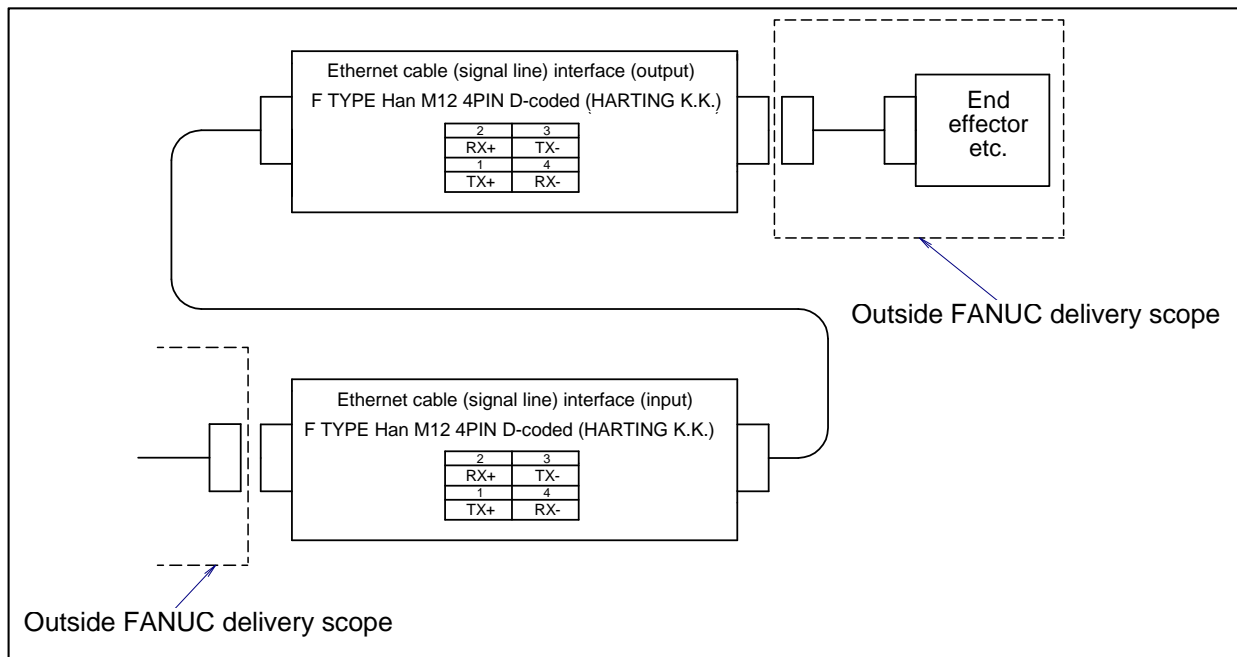 Ethernet cable (signal line) interface (output)
F TYPE Han M12 4PIN D-coded (HARTING K.K.)
2 3
RX+ TX-
1 4
TX+ RX-
End
effector
etc.
Outside FANUC delivery scope
Ethernet cable (signal line) interface (input)
F TYPE Han M12 4PIN D-coded (HARTING K.K.)
2 3
RX+ TX-
1 4
TX+ RX-
Outside FANUC delivery scope